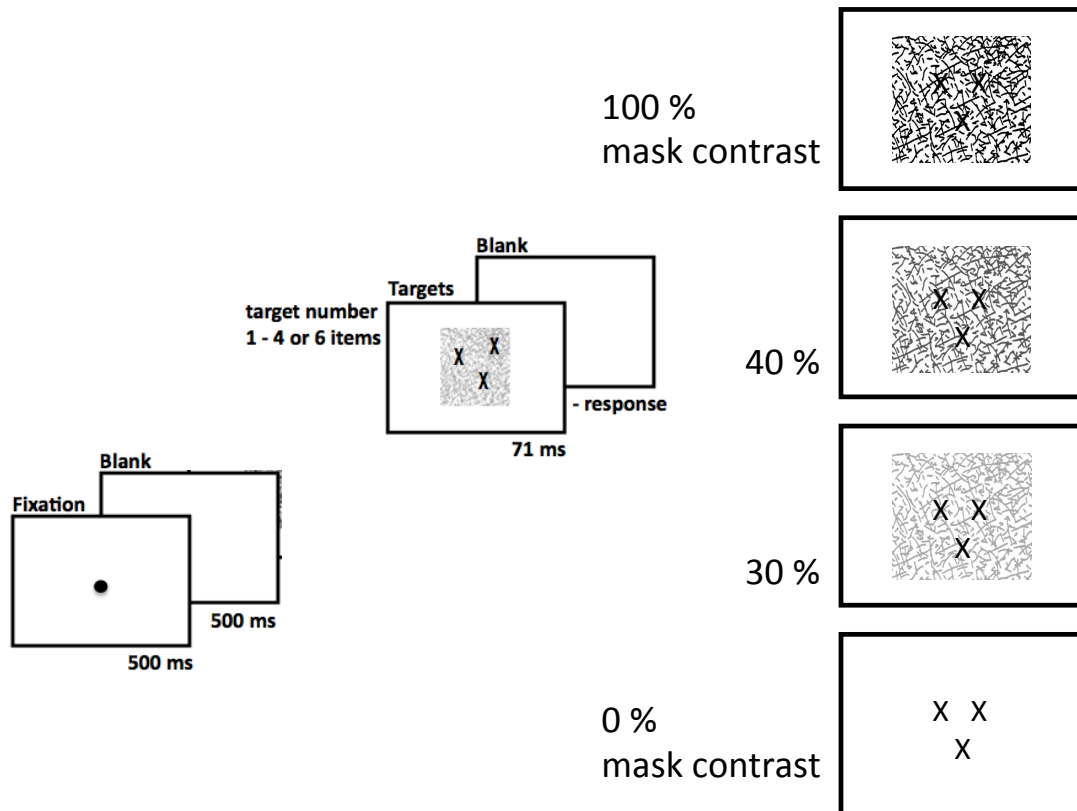 100 %
mask contrast
Blank
Targets
target number
1 - 4 or 6 items
X X
X
- response
71 ms
40 %
X X
X
Blank
Fixation
500 ms
500 ms
30 %
X X
X
0 %
mask contrast
X X
X
X X
X